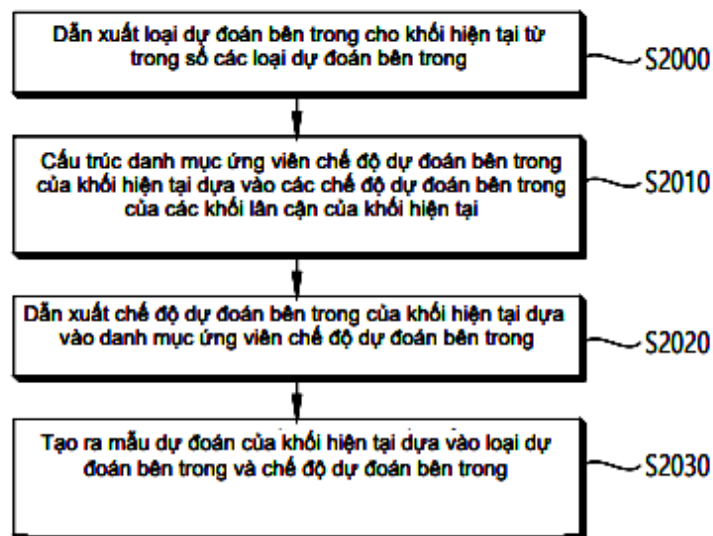 Dẫn xuất loại dự đoán bên trong cho khối hiện tại từ
trong số các loại dự đoán bên trong
S2000
Cấu trúc danh mục ứng viên chế độ dự đoán bên trong
của khối hiện tại dựa vào các chế độ dự đoán bên trong
của các khối lân cận của khối hiện tại
S2010
Dẫn xuất chế độ dự đoán bên trong của khối hiện tại dựa
vào danh mục ứng viên chế độ dự đoán bên trong
S2020
Tạo ra mẫu dự đoán của khối hiện tại dựa vào loại dự
đoán bên trong và chế độ dự đoán bên trong
S2030